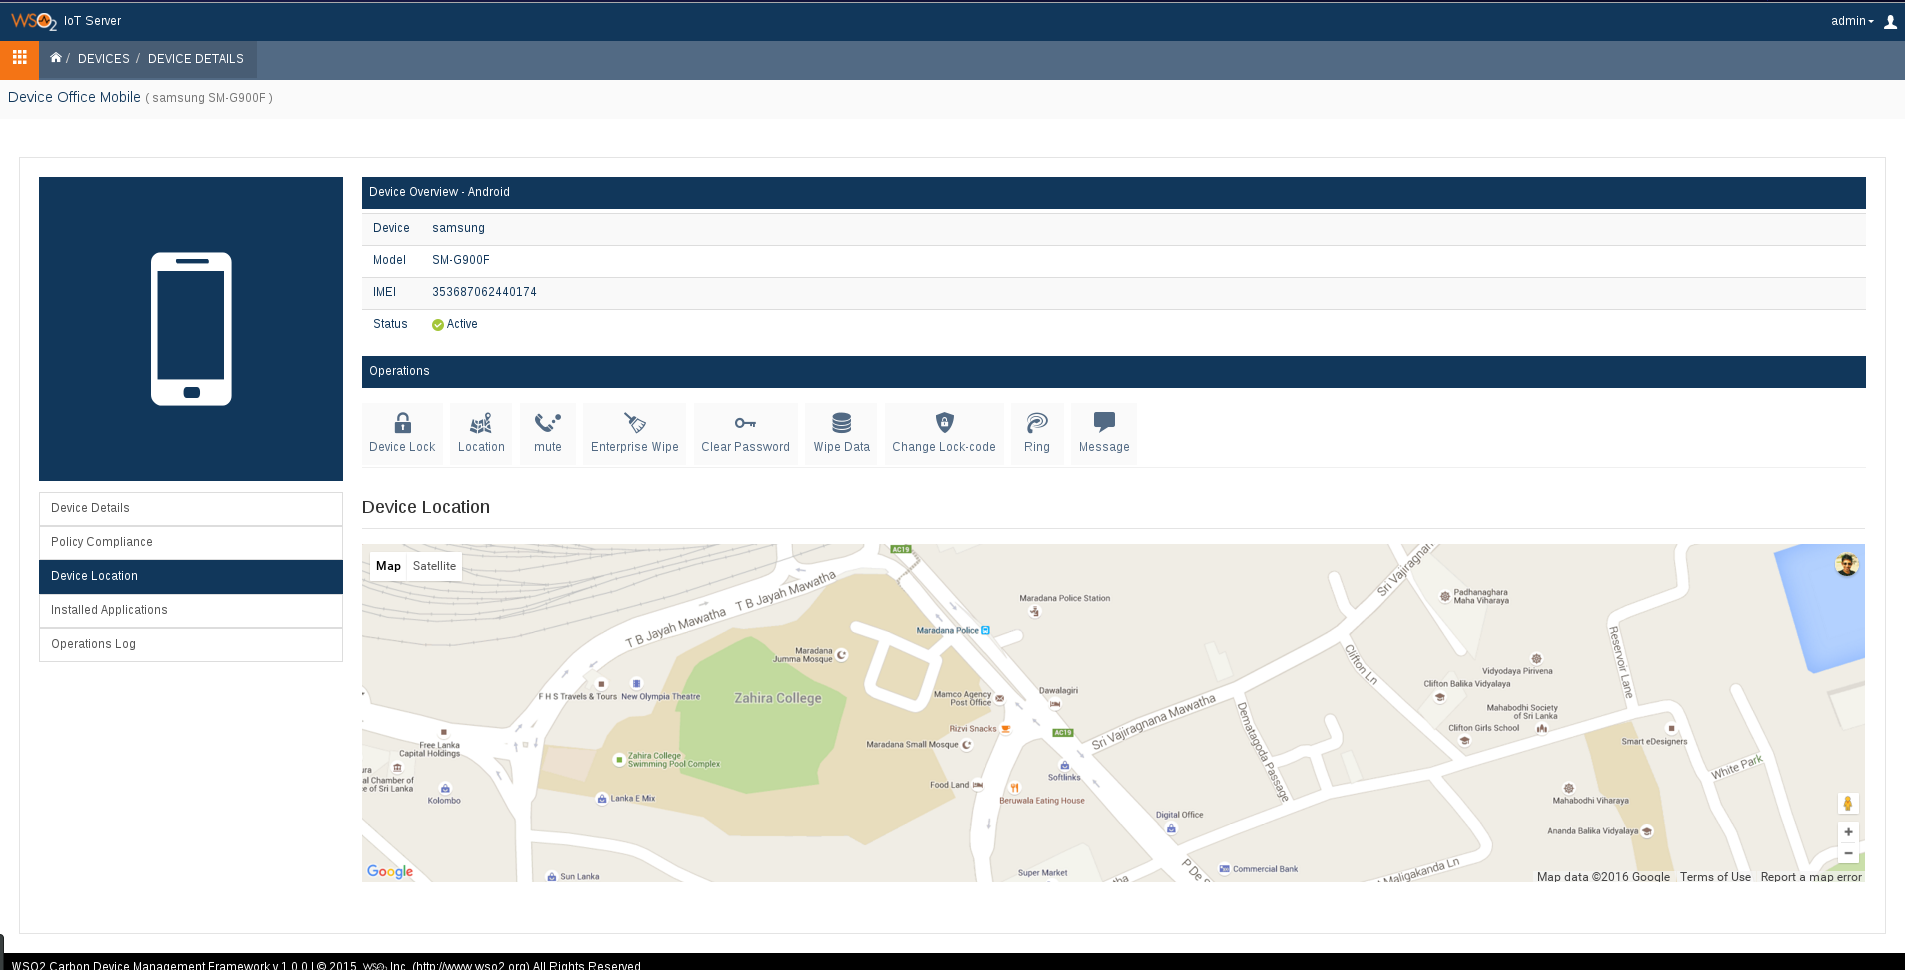 WSO2 IoT Server
admin
/ DEVICES / DEVICE DETAILS
Device Office Mobile ( samsung SM-G900F )
Device Overview - Android
Device samsung
Model SM-G900F
IMEI 353687062440174
Status Active
Operations
Device Lock
Location
mute
Enterprise Wipe
Clear Password
Wipe Data
Change Lock-code
Ring
Message
Device Details
Policy Compliance
Device Location
Installed Applications
Operations Log
Device Location
Map Satellite
AC19
T B Jayah Mawatha
T B Jayah Mawatha
Maradana Police Station
Maradana Police
Sri Vajiragnan
Padhanaghara
Maha Viharaya
Maradana
Jumma Mosque
Clifton Ln
Reservoir Lane
Vidyodaya Pirivena
F H S Travels & Tours
New Olympia Theatre
Zahira College
Mamco Agency
Post Office
Dawalagiri
Clifton Balika Vidyalaya
Mahabodhi Society
of Sri Lanka
Sri Vajiragnana Mawatha
Dematagoda Passage
Rizvi Snacks
AC19
Clifton Girls School
Smart eDesigners
Free Lanka
Capital Holdings
Maradana Small Mosque
Zahira College
Swimming Pool Complex
White Park
ura
al Chamber of
e of Sri Lanka
Softlinks
Food Land
Kolombo
Lanka E Mix
Beruwala Eating House
Mahabodhi Viharaya
Digital Office
Ananda Balika Vidyalaya
P De S
Commercial Bank
Maligakanda Ln
Super Market
Sun Lanka
tha
Google
Map data ©2016 Google Terms of Use Report a map error
WSO2 Carbon Device Management Framework v 1.0.0 | © 2015, WSO2 Inc. (http://www.wso2.org) All Rights Reserved.